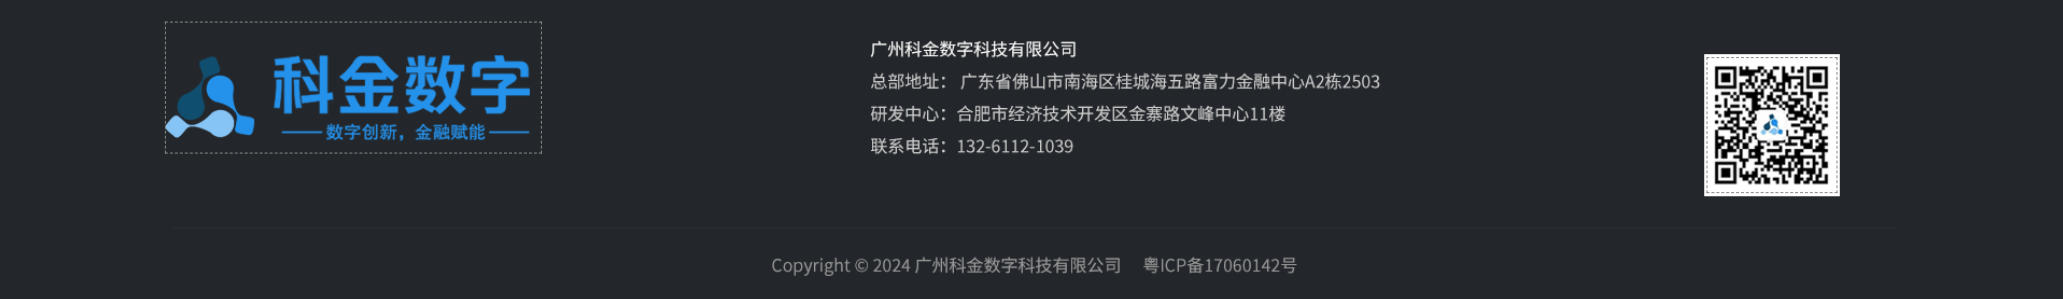 科金数字
数字创新，金融赋能
广州科金数字科技有限公司
总部地址： 广东省佛山市南海区桂城海五路富力金融中心A2栋2503
研发中心：合肥市经济技术开发区金寨路文峰中心11楼
联系电话：132-6112-1039
Copyright © 2024 广州科金数字科技有限公司 粤ICP备17060142号